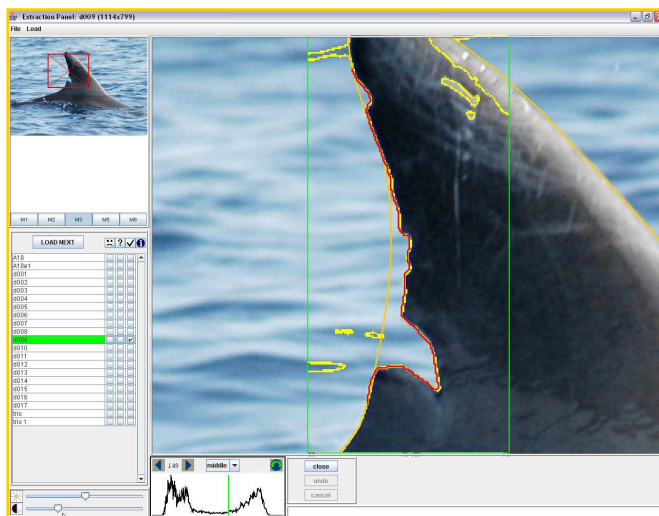 Extraction Panel: d009 (1114x799)
File Load
M1 M2 M3 M5 M8
LOAD NEXT ?
A18
A18e1
d001
d002
d003
d004
d005
d006
d007
d008
d009
d010
d011
d012
d013
d014
d015
d016
d017
tris
tris 1
149 middle
close
undo
cancel